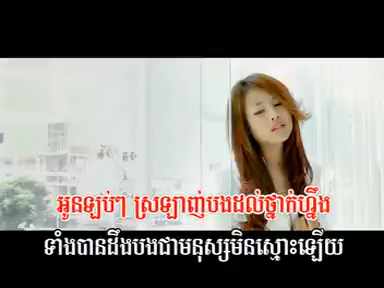 អូនឡប់ៗ ស្រឡាញ់បងដល់ថ្នាក់ហ្នឹង
ទាំងបានដឹងបងជាមនុស្សមិនស្មោះឡើយ